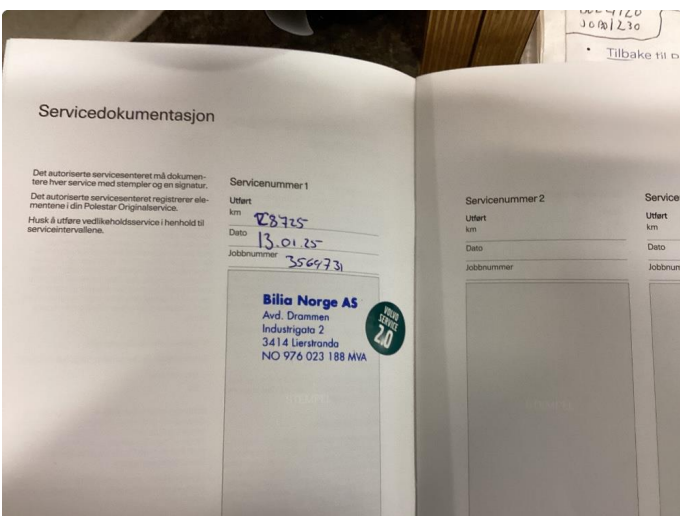 JOBB1230
Tilbake til
Servicedokumentasjon
Det autoriserte servicesenteret må dokumen-
tere hver service med stempler og en signatur.
Det autoriserte servicesenteret registrerer ele-
mentene i din Polestar Originalservice.
Husk å utføre vedlikeholdsservice i henhold til
serviceintervallene.
Servicenummer 1
Utført
km 28725
Dato 13.01.25
Jobbnummer 3564731
Bilia Norge AS
Avd. Drammen
Industrigata 2
3414 Lierstranda
NO 976 023 188 MVA
VOLVO
SERVICE
2.0
Servicenummer 2
Utført
km
Dato
Jobbnummer
Service
Utført
km
Dato
Jobbnum